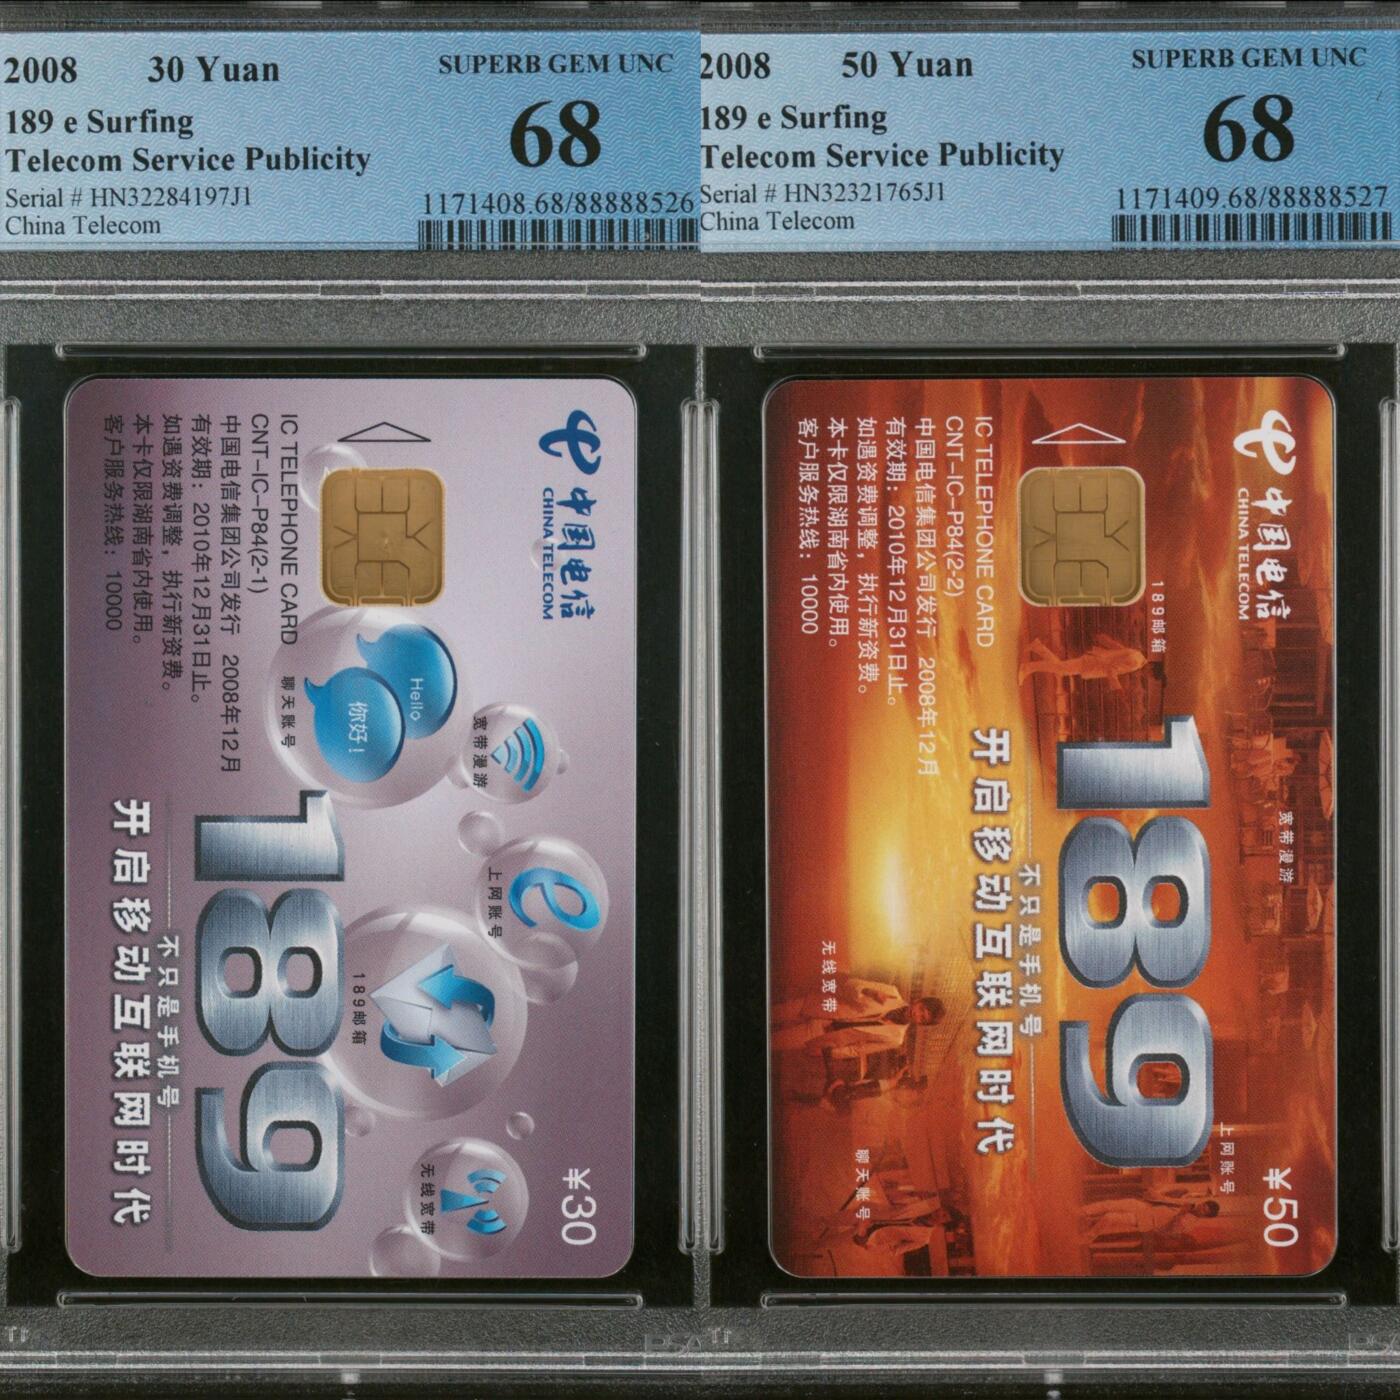 2008 30 Yuan
SUPERB GEM UNC
189 e Surfing
68
Telecom Service Publicity
Serial # HN32284197J1
1171408.68/88888526
China Telecom
中国电信
CHINA TELECOM
IC TELEPHONE CARD
CNT-IC-P84(2-1)
中国电信集团公司发行 2008年12月
有效期：2010年12月31日止。
如遇资费调整，执行新资费。
本卡仅限湖南省内使用。
客户服务热线：10000
Hello
你好！
聊天账号
宽带漫游
e
上网账号
189邮箱
无线宽带
189
不只是手机号
开启移动互联网时代
¥30
2008 50 Yuan
SUPERB GEM UNC
189 e Surfing
68
Telecom Service Publicity
Serial # HN32321765J1
1171409.68/88888527
China Telecom
中国电信
CHINA TELECOM
IC TELEPHONE CARD
CNT-IC-P84(2-2)
中国电信集团公司发行 2008年12月
有效期：2010年12月31日止。
如遇资费调整，执行新资费。
本卡仅限湖南省内使用。
客户服务热线：10000
189邮箱
宽带漫游
189
不只是手机号
开启移动互联网时代
无线宽带
上网账号
聊天账号
¥50